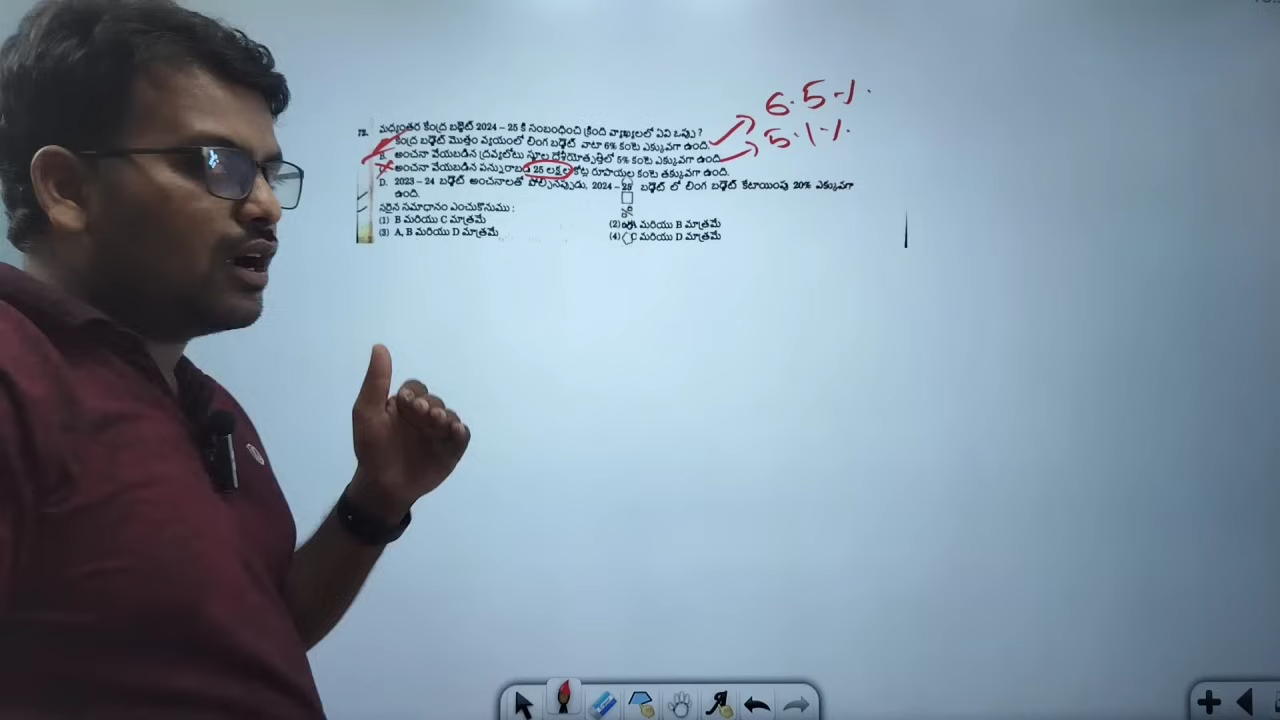 6.5%.
5.1%.
73. మధ్యంతర కేంద్ర బడ్జెట్ 2024 – 25 కి సంబంధించి క్రింది వ్యాఖ్యలలో ఏవి ఒప్పు ?
కేంద్ర బడ్జెట్ మొత్తం వ్యయంలో లింగ బడ్జెట్ వాటా 6% కంటె ఎక్కువగా ఉంది.
B. అంచనా వేయబడిన ద్రవ్యలోటు స్థూల దేశీయోత్పత్తిలో 5% కంటె ఎక్కువగా ఉంది.
అంచనా వేయబడిన పన్నురాబడి 25 లక్షల కోట్ల రూపాయల కంటె తక్కువగా ఉంది.
D. 2023 – 24 బడ్జెట్ అంచనాలతో పోల్చినప్పుడు, 2024 – 25 బడ్జెట్ లో లింగ బడ్జెట్ కేటాయింపు 20% ఎక్కువగా
ఉంది.
సరైన సమాధానం ఎంచుకొనుము :
(1) B మరియు C మాత్రమే (2) A మరియు B మాత్రమే
(3) A, B మరియు D మాత్రమే (4) C మరియు D మాత్రమే